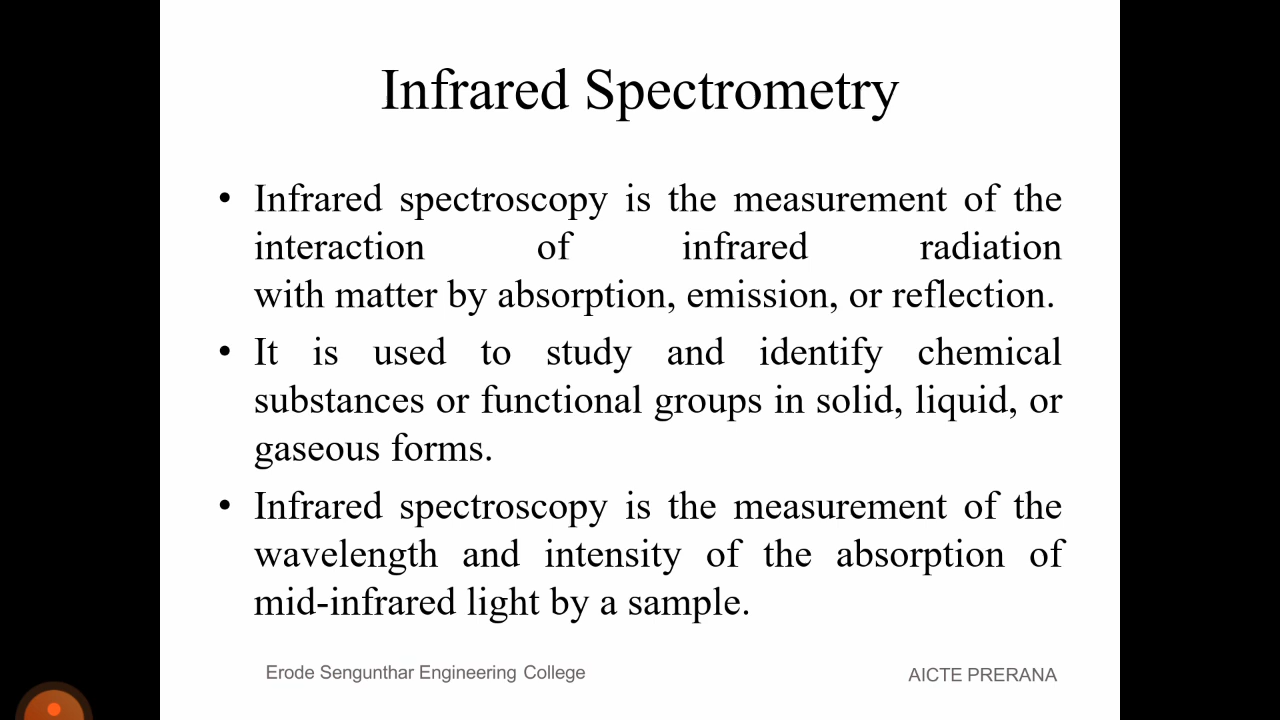 Infrared Spectrometry
• Infrared spectroscopy is the measurement of the
interaction of infrared radiation
with matter by absorption, emission, or reflection.
• It is used to study and identify chemical
substances or functional groups in solid, liquid, or
gaseous forms.
• Infrared spectroscopy is the measurement of the
wavelength and intensity of the absorption of
mid-infrared light by a sample.
Erode Sengunthar Engineering College
AICTE PRERANA